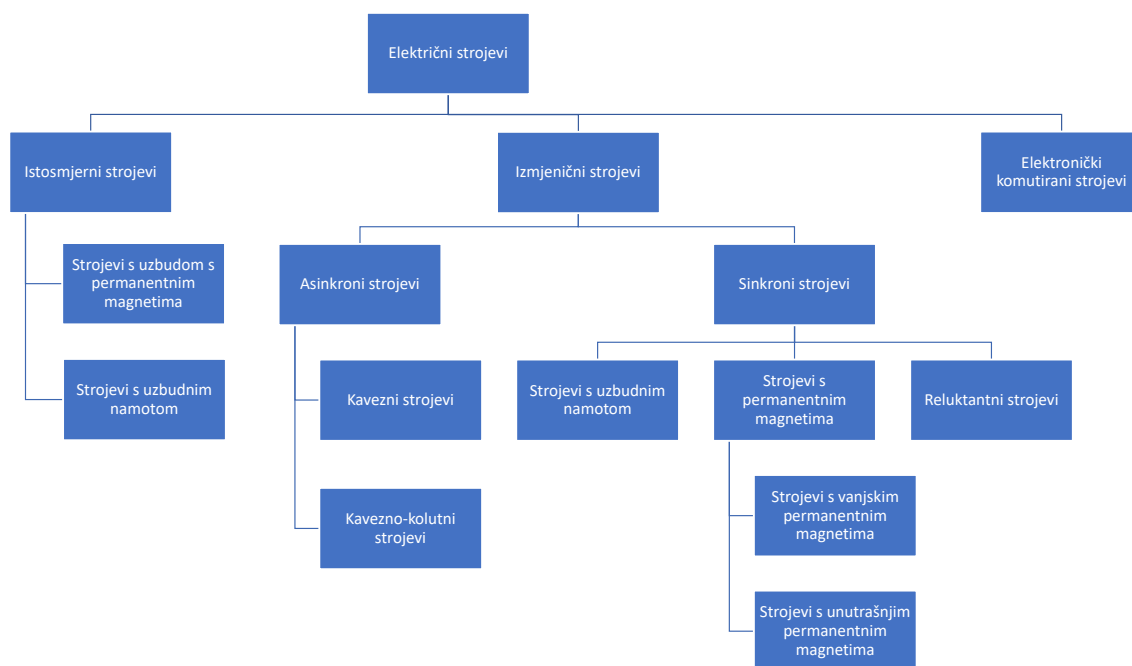 Električni strojevi
Istosmjerni strojevi
Izmjenični strojevi
Elektronički
komutirani strojevi
Strojevi s uzbudom s
permanentnim
magnetima
Asinkroni strojevi
Sinkroni strojevi
Strojevi s uzbudnim
namotom
Kavezni strojevi
Strojevi s uzbudnim
namotom
Strojevi s
permanentnim
magnetima
Reluktantni strojevi
Kavezno-kolutni
strojevi
Strojevi s vanjskim
permanentnim
magnetima
Strojevi s unutrašnjim
permanentnim
magnetima